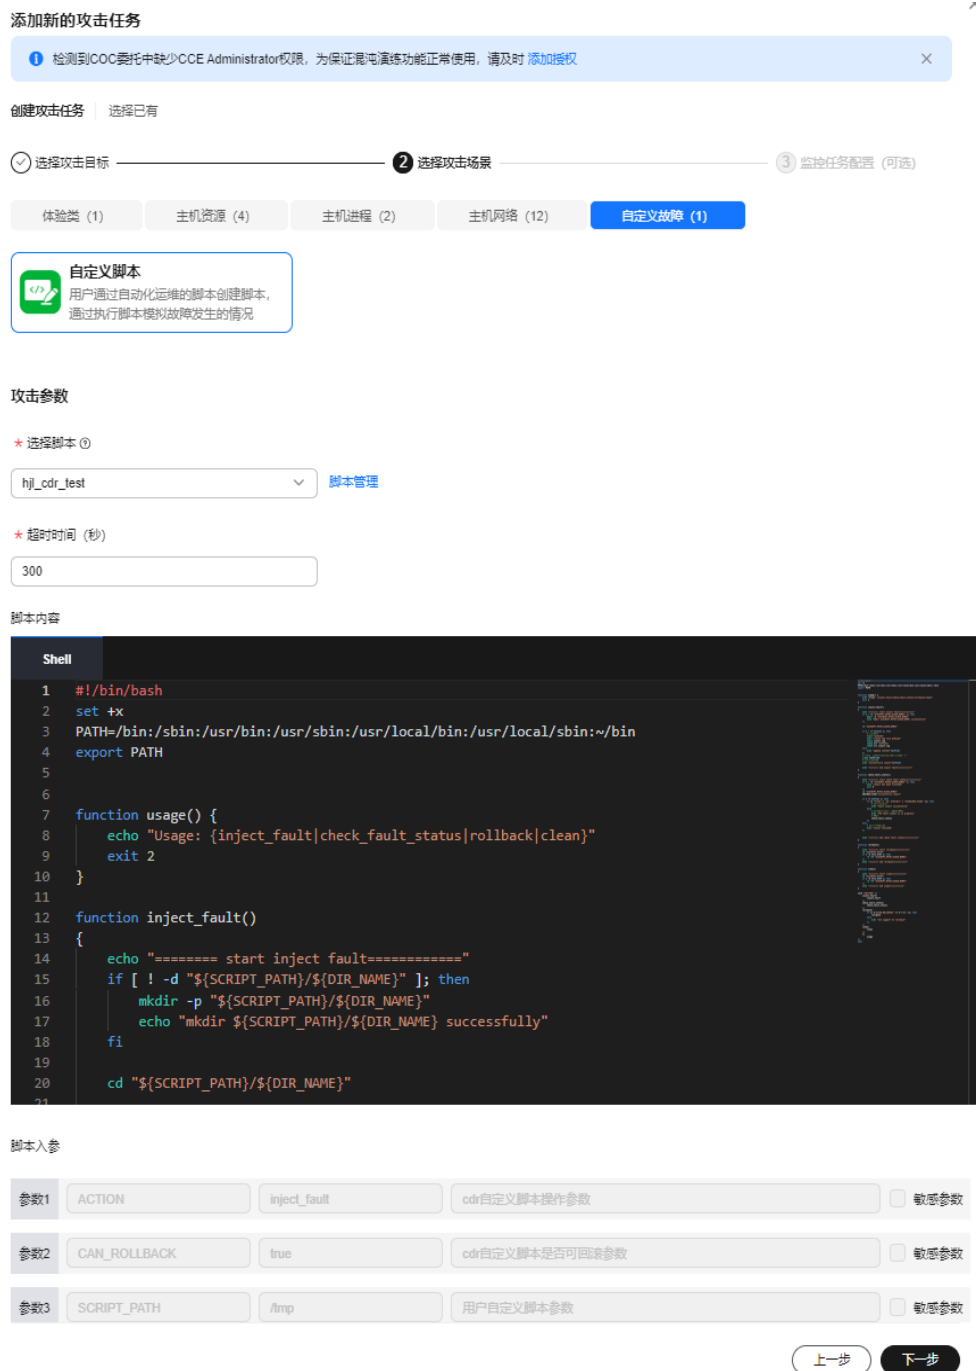 添加新的攻击任务
检测到COC委托中缺少CCE Administrator权限，为保证混沌演练功能正常使用，请及时 添加授权
创建攻击任务 选择已有
选择攻击目标 2 选择攻击场景 3 监控任务配置（可选）
体验类（1） 主机资源（4） 主机进程（2） 主机网络（12） 自定义故障（1）
自定义脚本
用户通过自动化运维的脚本创建脚本，
通过执行脚本模拟故障发生的情况
攻击参数
* 选择脚本
hjl_cdr_test 脚本管理
* 超时时间（秒）
300
脚本内容
Shell
1 #!/bin/bash
2 set +x
3 PATH=/bin:/sbin:/usr/bin:/usr/sbin:/usr/local/bin:/usr/local/sbin:~/bin
4 export PATH
5
6
7 function usage() {
8 echo "Usage: {inject_fault|check_fault_status|rollback|clean}"
9 exit 2
10 }
11
12 function inject_fault()
13 {
14 echo "======== start inject fault============"
15 if [ ! -d "${SCRIPT_PATH}/${DIR_NAME}" ]; then
16 mkdir -p "${SCRIPT_PATH}/${DIR_NAME}"
17 echo "mkdir ${SCRIPT_PATH}/${DIR_NAME} successfully"
18 fi
19
20 cd "${SCRIPT_PATH}/${DIR_NAME}"
21
脚本入参
参数1 ACTION inject_fault cdr自定义脚本操作参数 敏感参数
参数2 CAN_ROLLBACK true cdr自定义脚本是否可回滚参数 敏感参数
参数3 SCRIPT_PATH /tmp 用户自定义脚本参数 敏感参数
上一步 下一步